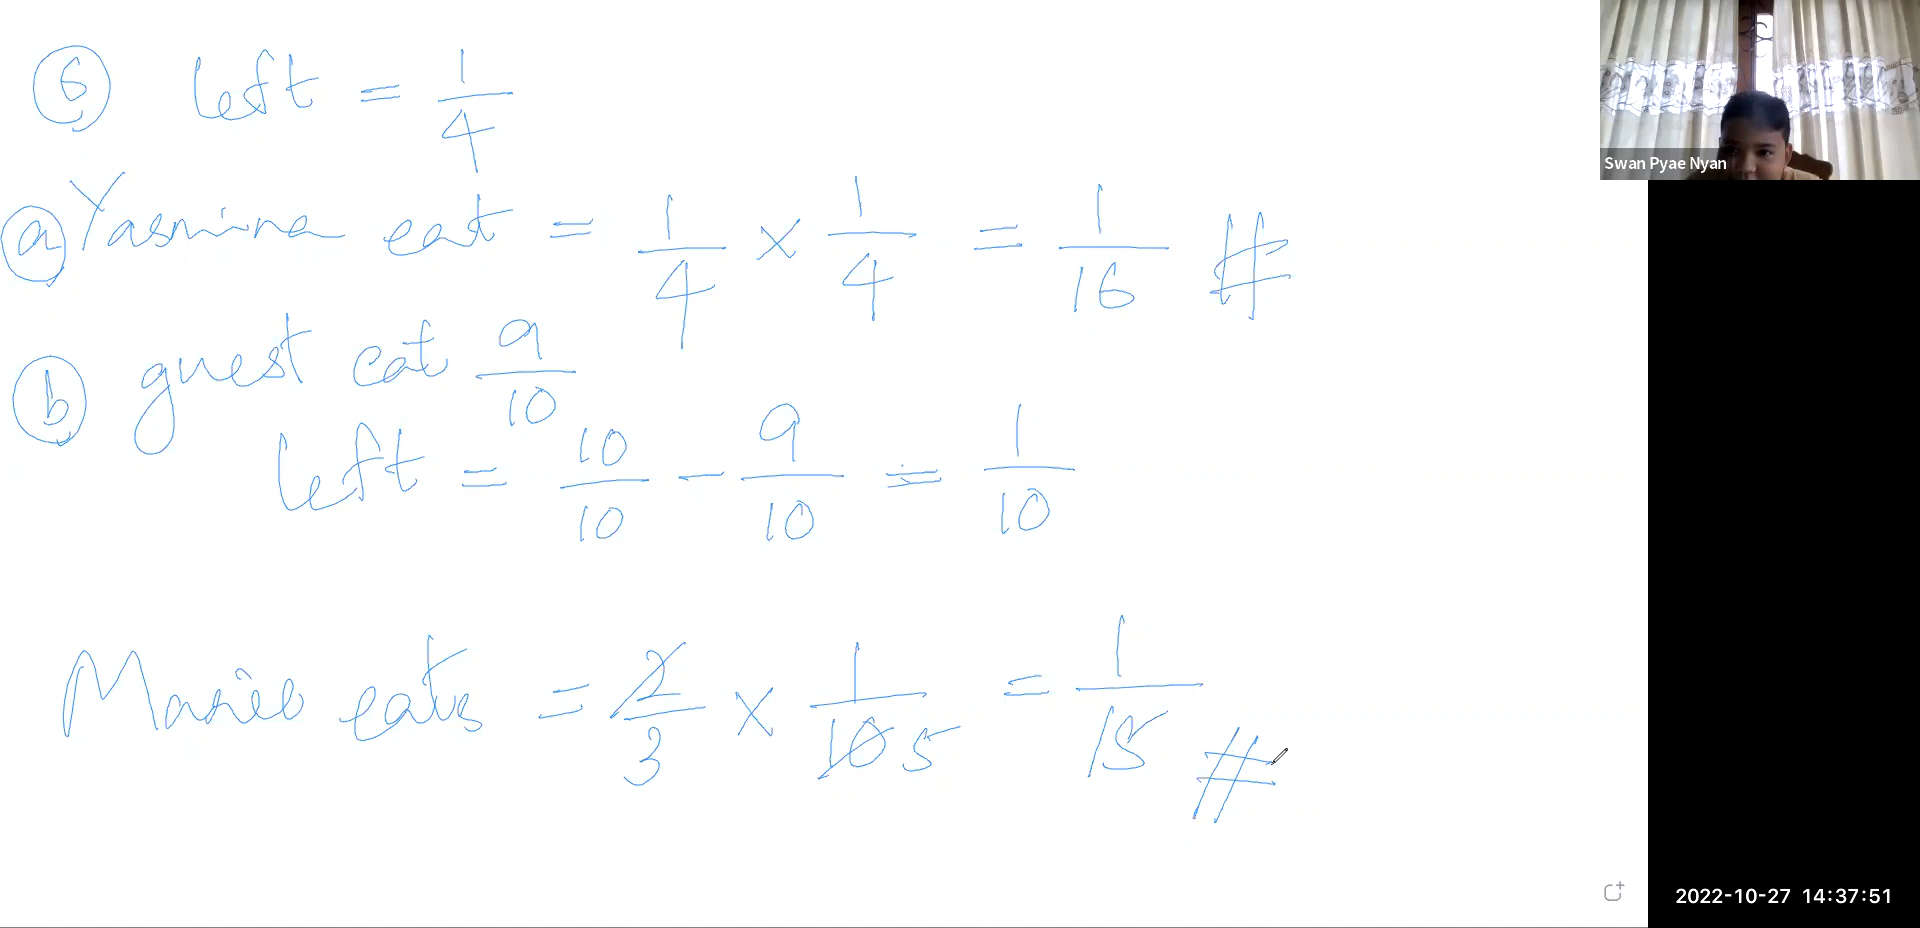 6 left = 1/4
a Yasmina eat = 1/4 × 1/4 = 1/16 #
b guest eat 9/10
left = 10/10 - 9/10 = 1/10
Mario eats = 2/3 × 1/10 5 = 1/15 #
Swan Pyae Nyan
2022-10-27 14:37:51